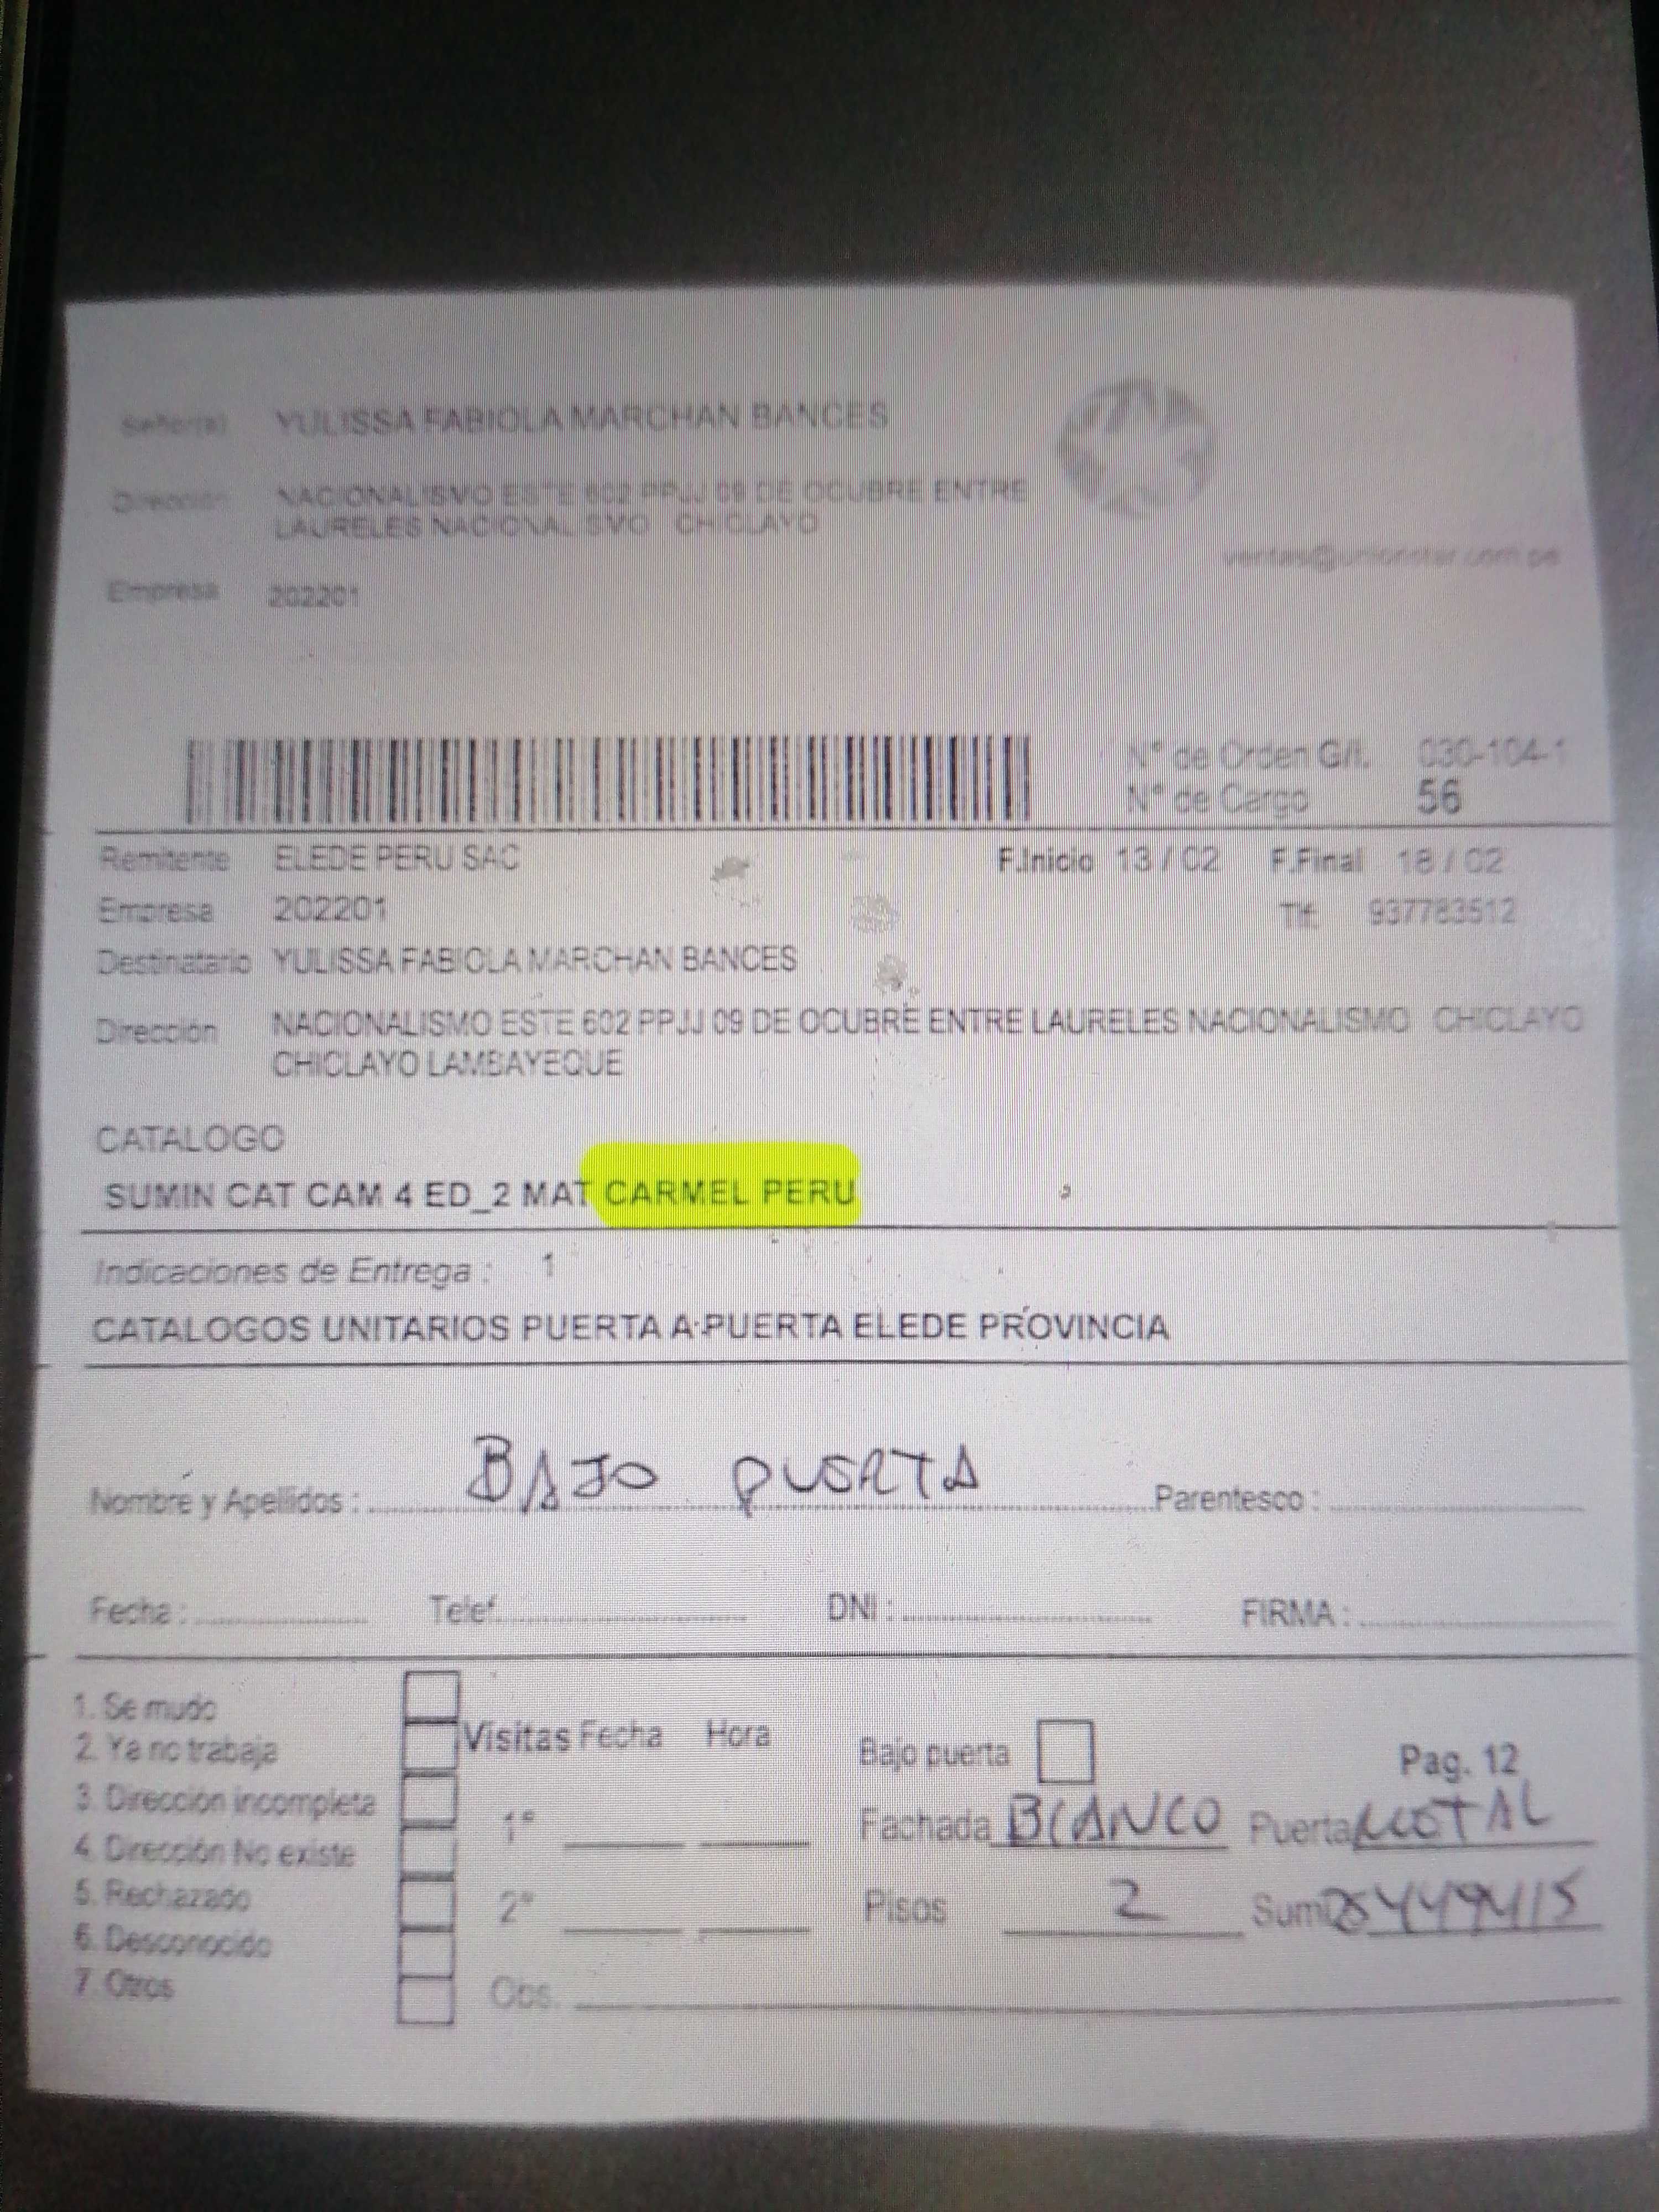 Señor(a) YULISSA FABIOLA MARCHAN BANCES
Dirección NACIONALISMO ESTE 602 PPJJ 09 DE OCUBRE ENTRE
LAURELES NACIONALISMO CHICLAYO
ventas@unionstar.com.pe
Empresa 202201
N° de Orden G/I. 030-104-1
N° de Cargo 56
Remitente ELEDE PERU SAC F.Inicio 13 / 02 F.Final 18 / 02
Empresa 202201 Tlf: 937783512
Destinatario YULISSA FABIOLA MARCHAN BANCES
Dirección NACIONALISMO ESTE 602 PPJJ 09 DE OCUBRE ENTRE LAURELES NACIONALISMO CHICLAYO
CHICLAYO LAMBAYEQUE
CATALOGO
SUMIN CAT CAM 4 ED_2 MAT CARMEL PERU
Indicaciones de Entrega : 1
CATALOGOS UNITARIOS PUERTA A PUERTA ELEDE PROVINCIA
Nombre y Apellidos : BAJO PUERTA Parentesco :
Fecha : Telef. DNI : FIRMA :
1. Se mudo
2. Ya no trabaja
3. Dirección incompleta
4. Dirección No existe
5. Rechazado
6. Desconocido
7. Otros
Visitas Fecha Hora
1°
2°
Obs.
Bajo puerta Pag. 12
Fachada BLANCO Puerta METAL
Pisos 2 Sum